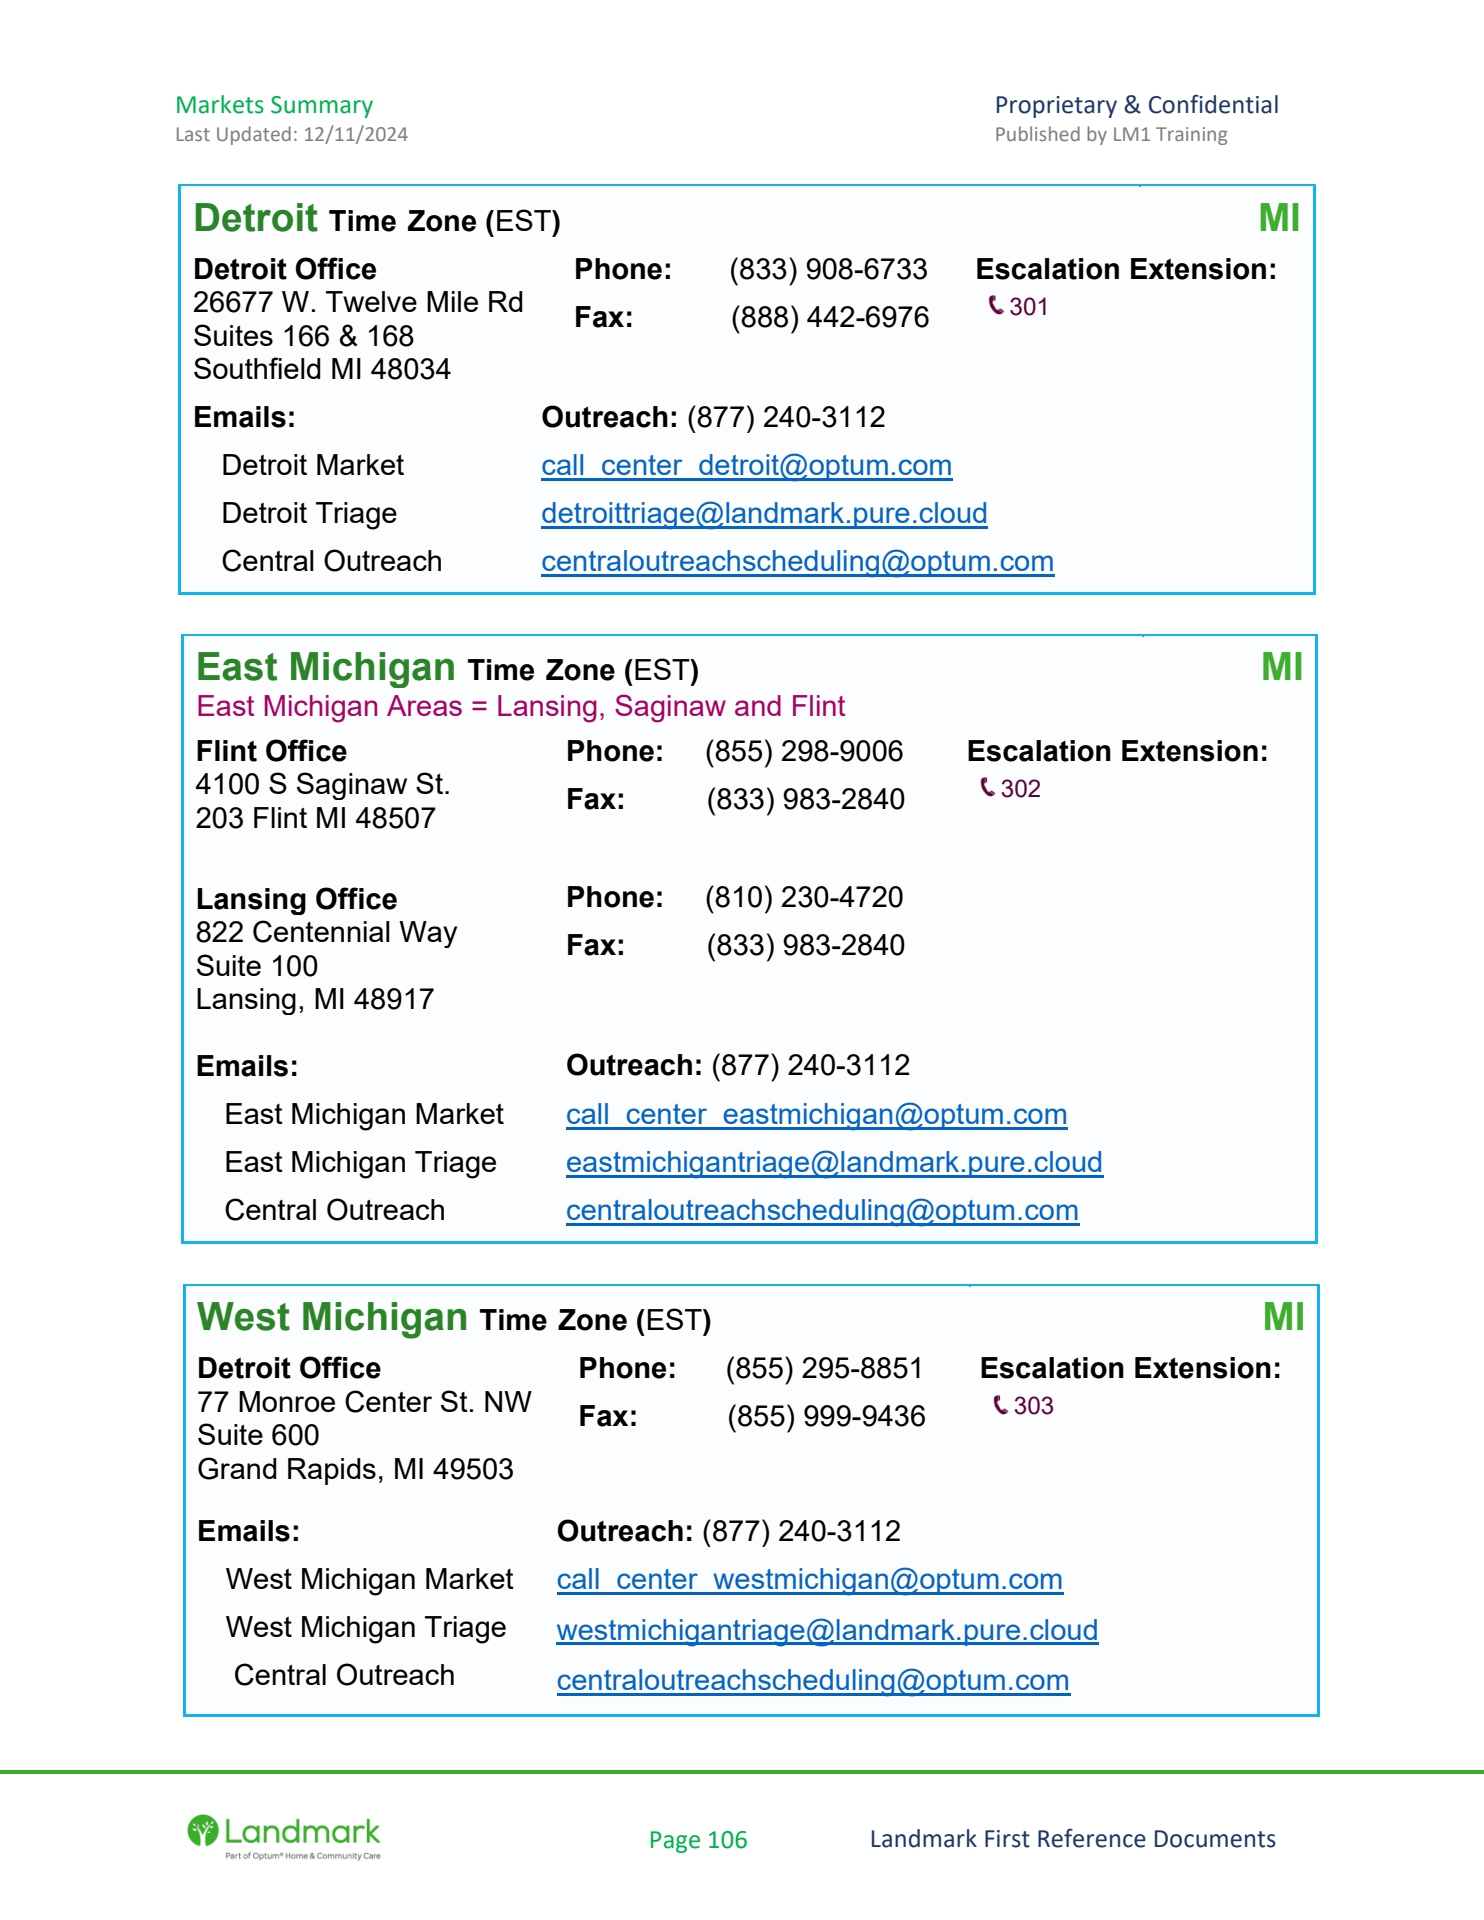 Markets Summary
Proprietary & Confidential
Last Updated: 12/11/2024
Published by LM1 Training
Detroit Time Zone (EST)
MI
Detroit Office
26677 W. Twelve Mile Rd
Suites 166 & 168
Southfield MI 48034
Phone: (833) 908-6733
Fax: (888) 442-6976
Escalation Extension:
301
Emails:
Outreach: (877) 240-3112
Detroit Market call_center_detroit@optum.com
Detroit Triage detroittriage@landmark.pure.cloud
Central Outreach centraloutreachscheduling@optum.com
East Michigan Time Zone (EST)
MI
East Michigan Areas = Lansing, Saginaw and Flint
Flint Office
4100 S Saginaw St.
203 Flint MI 48507
Phone: (855) 298-9006
Fax: (833) 983-2840
Escalation Extension:
302
Lansing Office
822 Centennial Way
Suite 100
Lansing, MI 48917
Phone: (810) 230-4720
Fax: (833) 983-2840
Emails:
Outreach: (877) 240-3112
East Michigan Market call_center_eastmichigan@optum.com
East Michigan Triage eastmichigantriage@landmark.pure.cloud
Central Outreach centraloutreachscheduling@optum.com
West Michigan Time Zone (EST)
MI
Detroit Office
77 Monroe Center St. NW
Suite 600
Grand Rapids, MI 49503
Phone: (855) 295-8851
Fax: (855) 999-9436
Escalation Extension:
303
Emails:
Outreach: (877) 240-3112
West Michigan Market call_center_westmichigan@optum.com
West Michigan Triage westmichigantriage@landmark.pure.cloud
Central Outreach centraloutreachscheduling@optum.com
Landmark
Part of Optum® Home & Community Care
Page 106
Landmark First Reference Documents